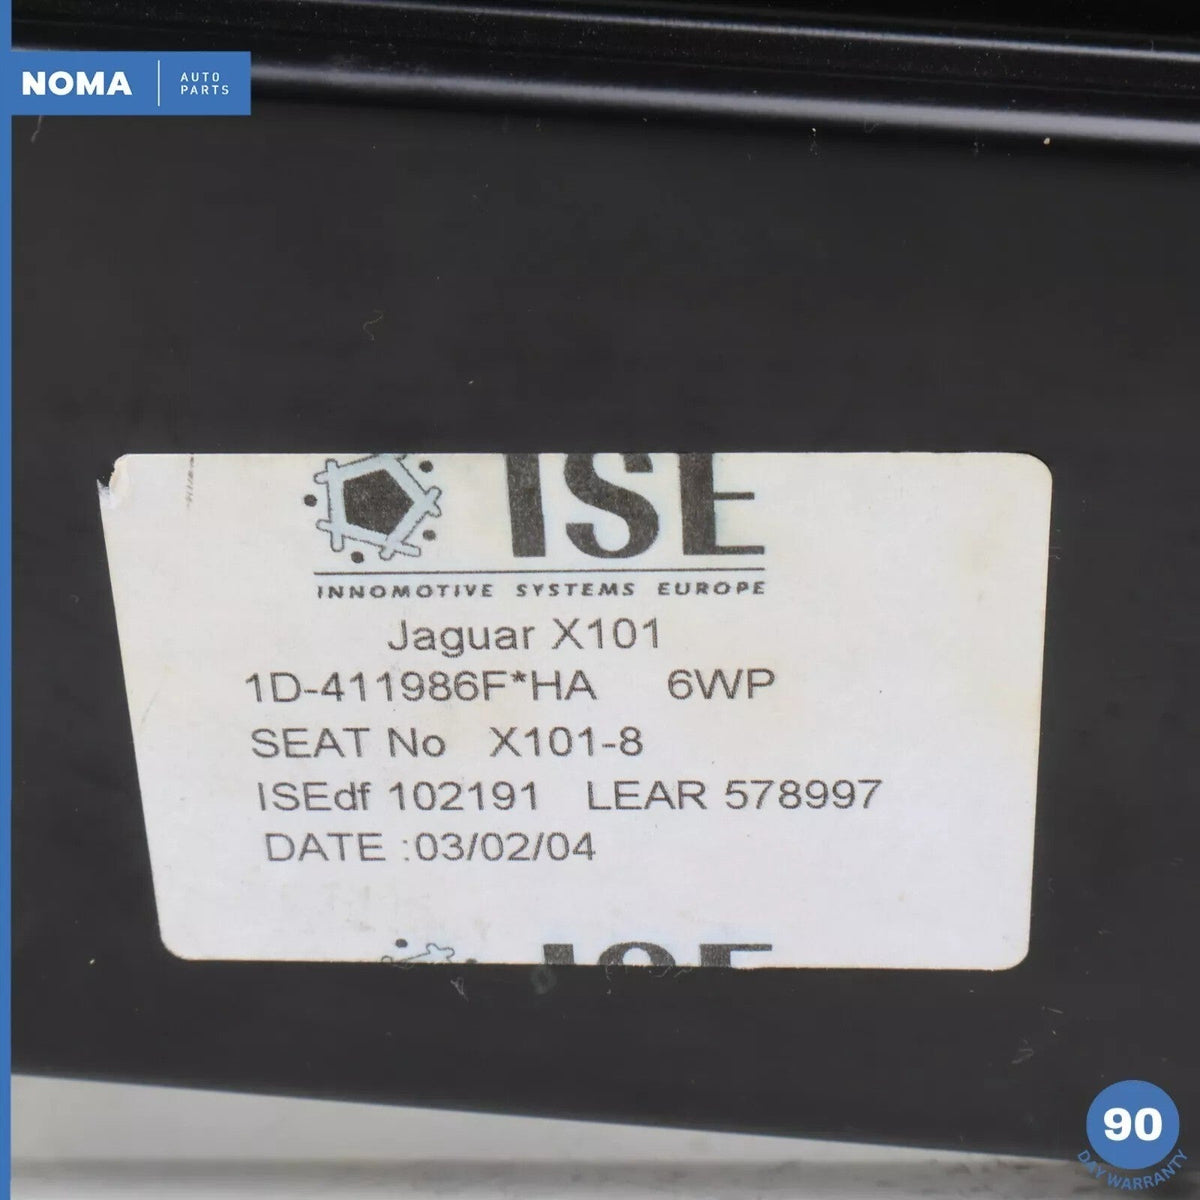 NOMA
AUTO
PARTS
ISE
INNOMOTIVE SYSTEMS EUROPE
Jaguar X101
1D-411986F*HA 6WP
SEAT No X101-8
ISEdf 102191 LEAR 578997
DATE :03/02/04
ISE
90
DAY WARRANTY